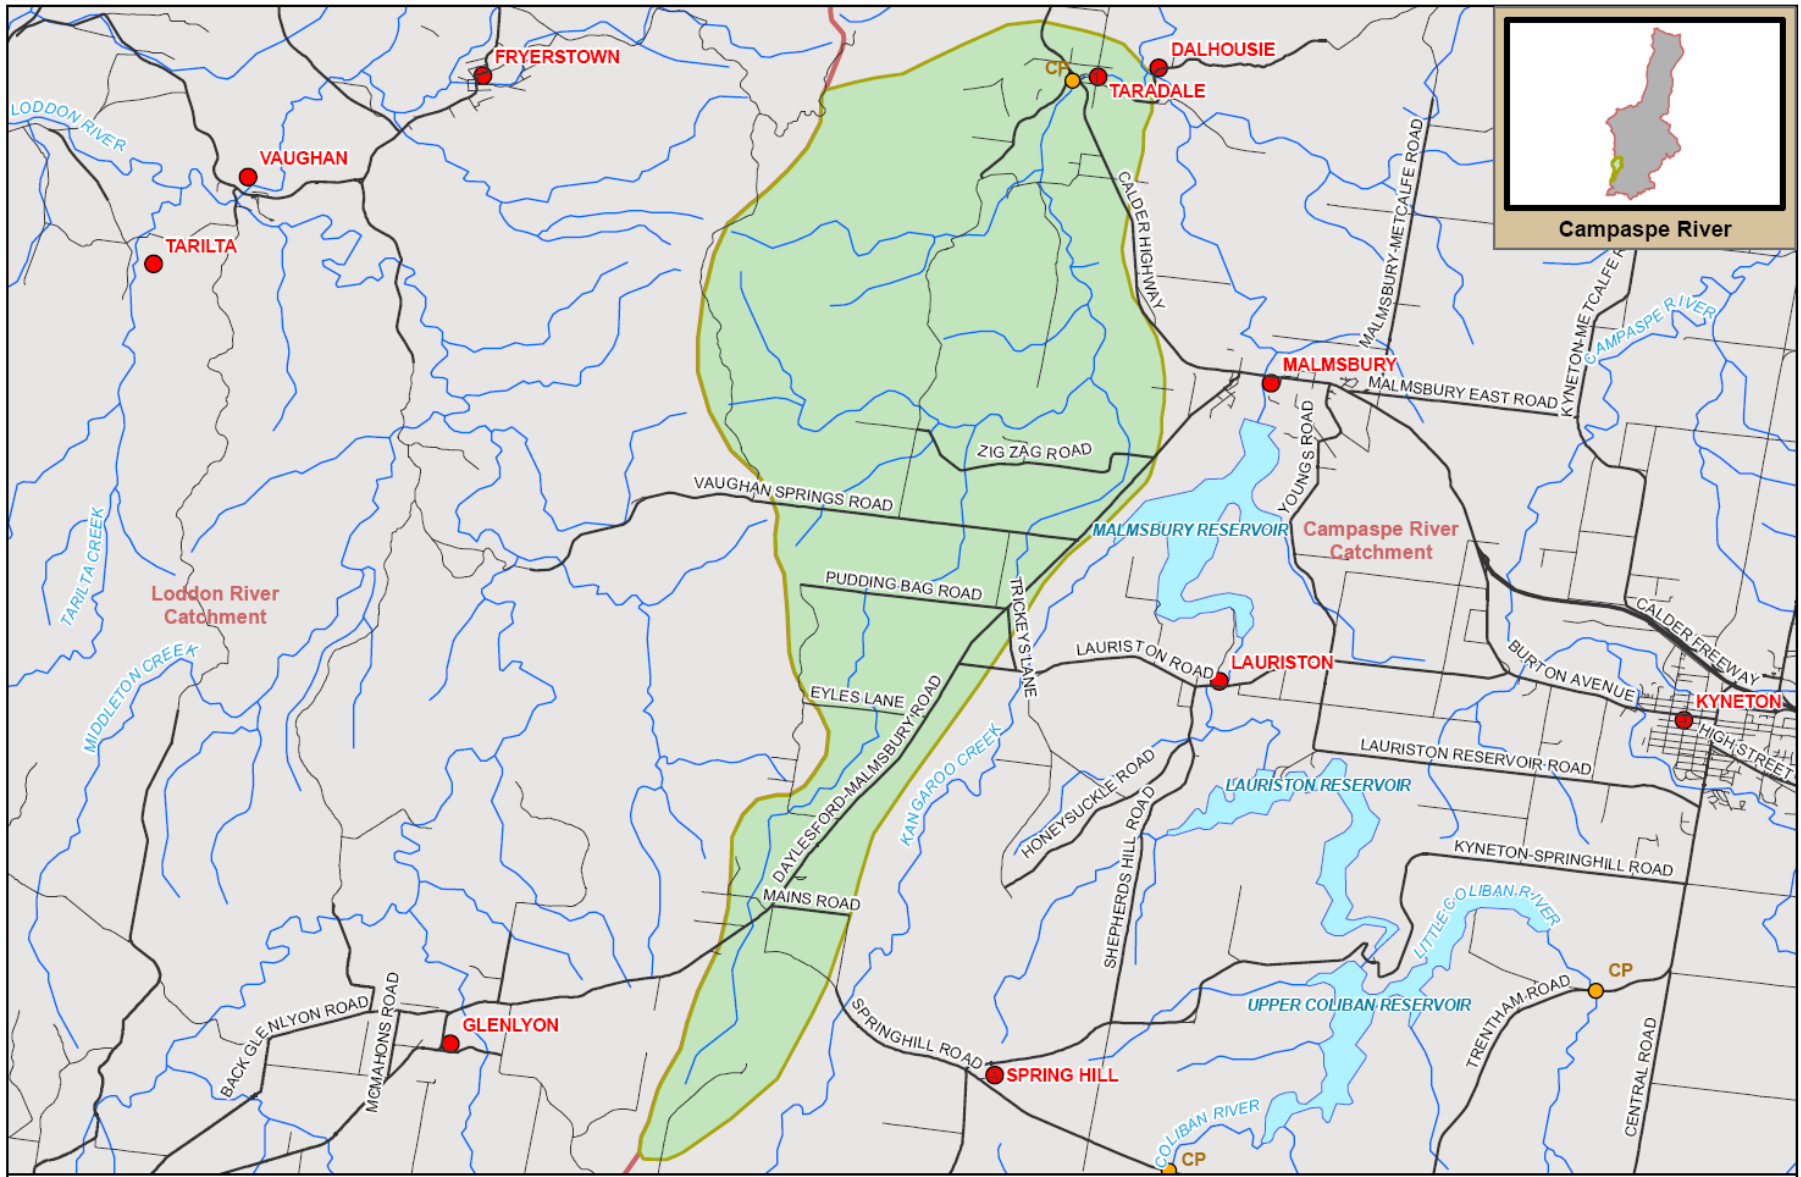 FRYERSTOWN
DALHOUSIE
CP
TARADALE
LODDON RIVER
VAUGHAN
TARILTA
CALDER HIGHWAY
MALMSBURY-METCALFE ROAD
Campaspe River
KYNETON-METCALFE R
CAMPASPE RIVER
MALMSBURY
MALMSBURY EAST ROAD
YOUNGS ROAD
ZIG ZAG ROAD
VAUGHAN SPRINGS ROAD
MALMSBURY RESERVOIR
Campaspe River
Catchment
TARILTA CREEK
Loddon River
Catchment
PUDDING BAG ROAD
TRICKEYS LANE
MIDDLETON CREEK
LAURISTON ROAD
LAURISTON
CALDER FREEWAY
BURTON AVENUE
KYNETON
HIGH STREET
EYLES LANE
DAYLESFORD-MALMSBURY ROAD
KANGAROO CREEK
LAURISTON RESERVOIR ROAD
LAURISTON RESERVOIR
HONEYSUCKLE ROAD
SHEPHERDS HILL ROAD
KYNETON-SPRINGHILL ROAD
MAINS ROAD
LITTLE COLIBAN RIVER
CP
UPPER COLIBAN RESERVOIR
TRENTHAM ROAD
BACK GLENLYON ROAD
MCMAHONS ROAD
GLENLYON
SPRINGHILL ROAD
SPRING HILL
CENTRAL ROAD
COLIBAN RIVER
CP